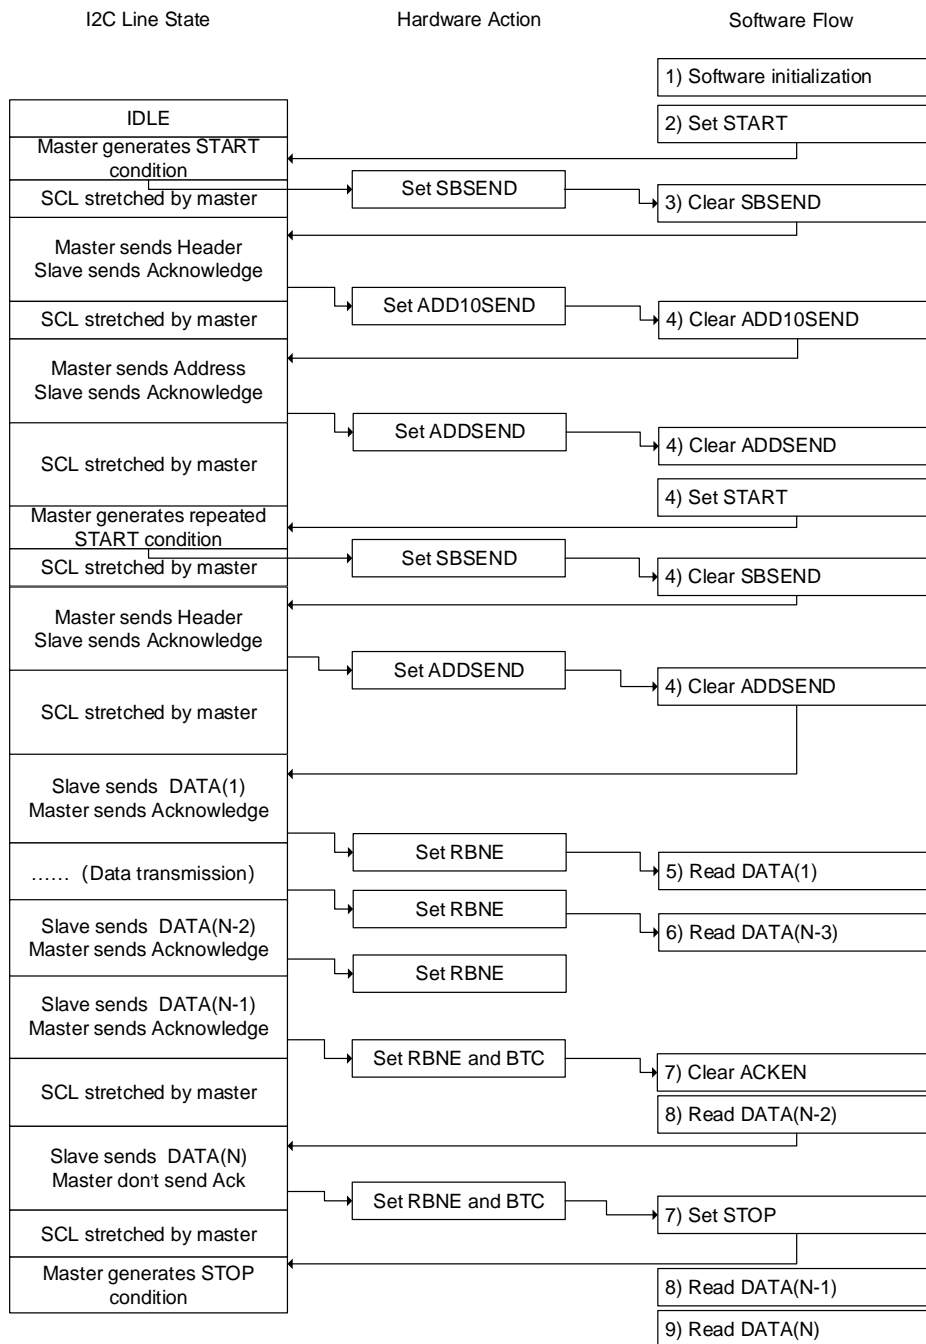 I2C Line State
Hardware Action
Software Flow
1) Software initialization
IDLE
2) Set START
Master generates START
condition
SCL stretched by master
Set SBSEND
3) Clear SBSEND
Master sends Header
Slave sends Acknowledge
Set ADD10SEND
SCL stretched by master
4) Clear ADD10SEND
Master sends Address
Slave sends Acknowledge
Set ADDSEND
4) Clear ADDSEND
SCL stretched by master
4) Set START
Master generates repeated
START condition
Set SBSEND
SCL stretched by master
4) Clear SBSEND
Master sends Header
Slave sends Acknowledge
Set ADDSEND
4) Clear ADDSEND
SCL stretched by master
Slave sends DATA(1)
Master sends Acknowledge
Set RBNE
5) Read DATA(1)
…… (Data transmission)
Set RBNE
6) Read DATA(N-3)
Slave sends DATA(N-2)
Master sends Acknowledge
Set RBNE
Slave sends DATA(N-1)
Master sends Acknowledge
Set RBNE and BTC
7) Clear ACKEN
SCL stretched by master
8) Read DATA(N-2)
Slave sends DATA(N)
Master don't send Ack
Set RBNE and BTC
7) Set STOP
SCL stretched by master
Master generates STOP
condition
8) Read DATA(N-1)
9) Read DATA(N)